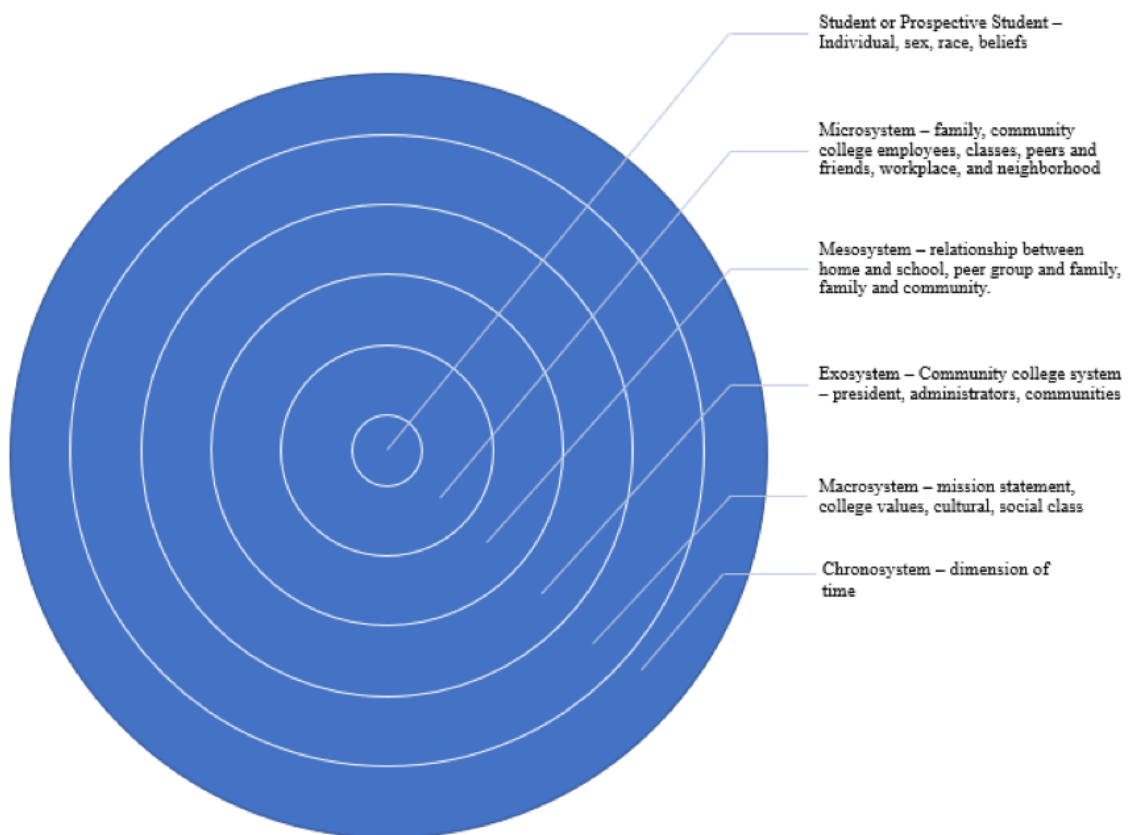 Student or Prospective Student –
Individual, sex, race, beliefs
Microsystem – family, community
college employees, classes, peers and
friends, workplace, and neighborhood
Mesosystem – relationship between
home and school, peer group and family,
family and community.
Exosystem – Community college system
– president, administrators, communities
Macrosystem – mission statement,
college values, cultural, social class
Chronosystem – dimension of
time